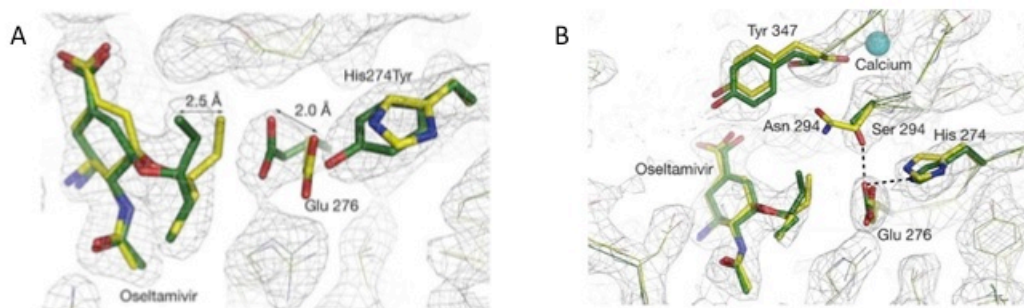 A
His274Tyr
2.5 Å
2.0 Å
Glu 276
Oseltamivir
B
Tyr 347
Calcium
Asn 294
Ser 294
His 274
Oseltamivir
Glu 276